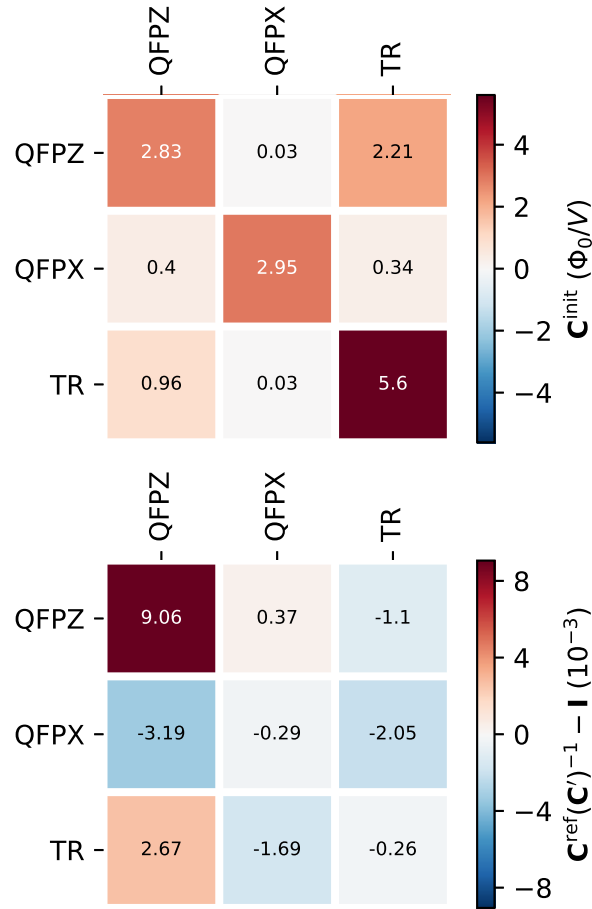 QFPZ QFPX TR
QFPZ 2.83 0.03 2.21
QFPX 0.4 2.95 0.34
TR 0.96 0.03 5.6
4
2
0
−2
−4
C^init (Φ₀/V)
QFPZ QFPX TR
QFPZ 9.06 0.37 -1.1
QFPX -3.19 -0.29 -2.05
TR 2.67 -1.69 -0.26
8
4
0
−4
−8
C^ref(C′)⁻¹ − I (10⁻³)